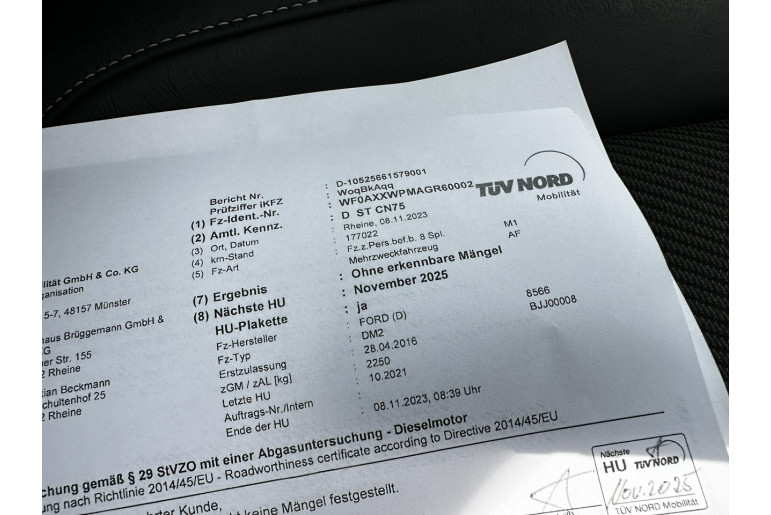 TÜV NORD
Mobilität
Bericht Nr. : D-10525661579001
Prüfziffer iKFZ : WoqBkAqq
(1) Fz-Ident.-Nr. : WF0AXXWPMAGR60002
(2) Amtl. Kennz. : D ST CN75
(3) Ort, Datum : Rheine, 08.11.2023
(4) km-Stand : 177022
(5) Fz-Art : Fz.z.Pers.bef.b. 8 Spl. M1
Mehrzweckfahrzeug AF
(7) Ergebnis : Ohne erkennbare Mängel
(8) Nächste HU : November 2025
HU-Plakette : ja
Fz-Hersteller : FORD (D) 8566
Fz-Typ : DM2 BJJ00008
Erstzulassung : 28.04.2016
zGM / zAL [kg] : 2250
Letzte HU : 10.2021
Auftrags-Nr./Intern :
Ende der HU : 08.11.2023, 08:39 Uhr
ilität GmbH & Co. KG
ganisation
5-7, 48157 Münster
haus Brüggemann GmbH &
KG
er Str. 155
2 Rheine
tian Beckmann
chultenhof 25
2 Rheine
chung gemäß § 29 StVZO mit einer Abgasuntersuchung - Dieselmotor
ung nach Richtlinie 2014/45/EU - Roadworthiness certificate according to Directive 2014/45/EU
hrter Kunde,
t keine Mängel festgestellt.
Nächste
HU TÜV NORD
Nov. 2025
TÜV NORD Mobilität